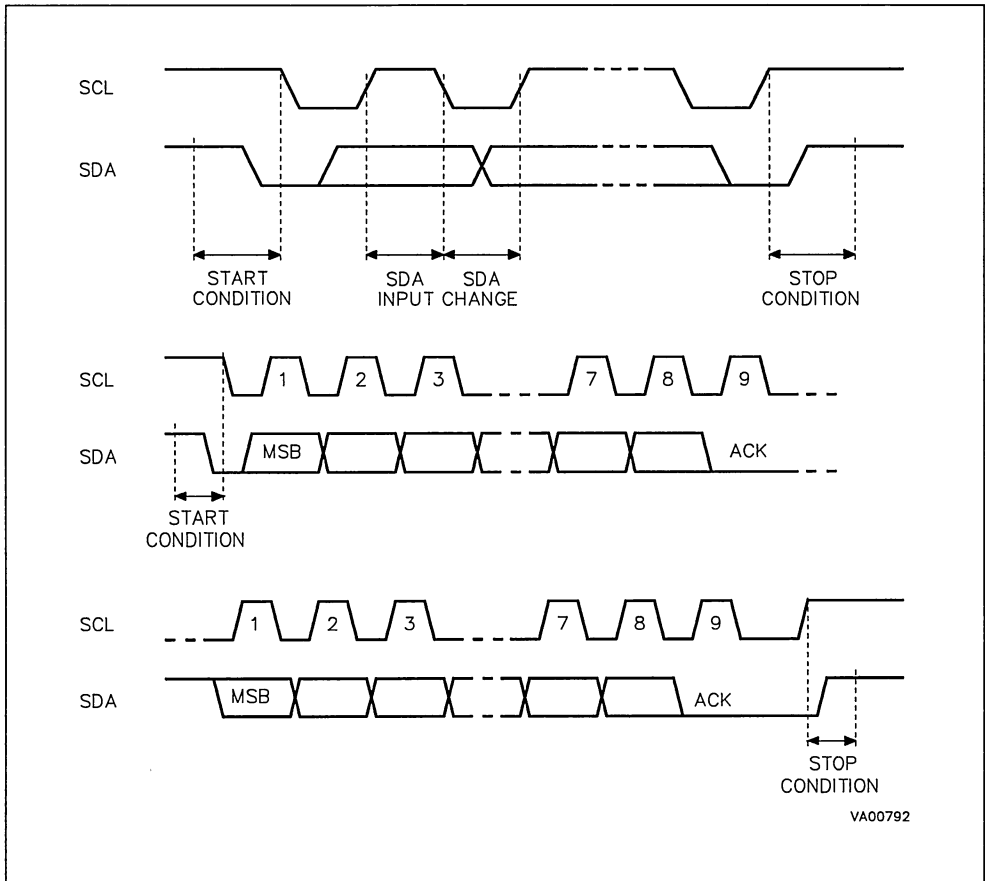 SCL
SDA
START
CONDITION
SDA
INPUT
SDA
CHANGE
STOP
CONDITION
SCL
1 2 3 7 8 9
SDA
MSB
ACK
START
CONDITION
SCL
1 2 3 7 8 9
SDA
MSB
ACK
STOP
CONDITION
VA00792